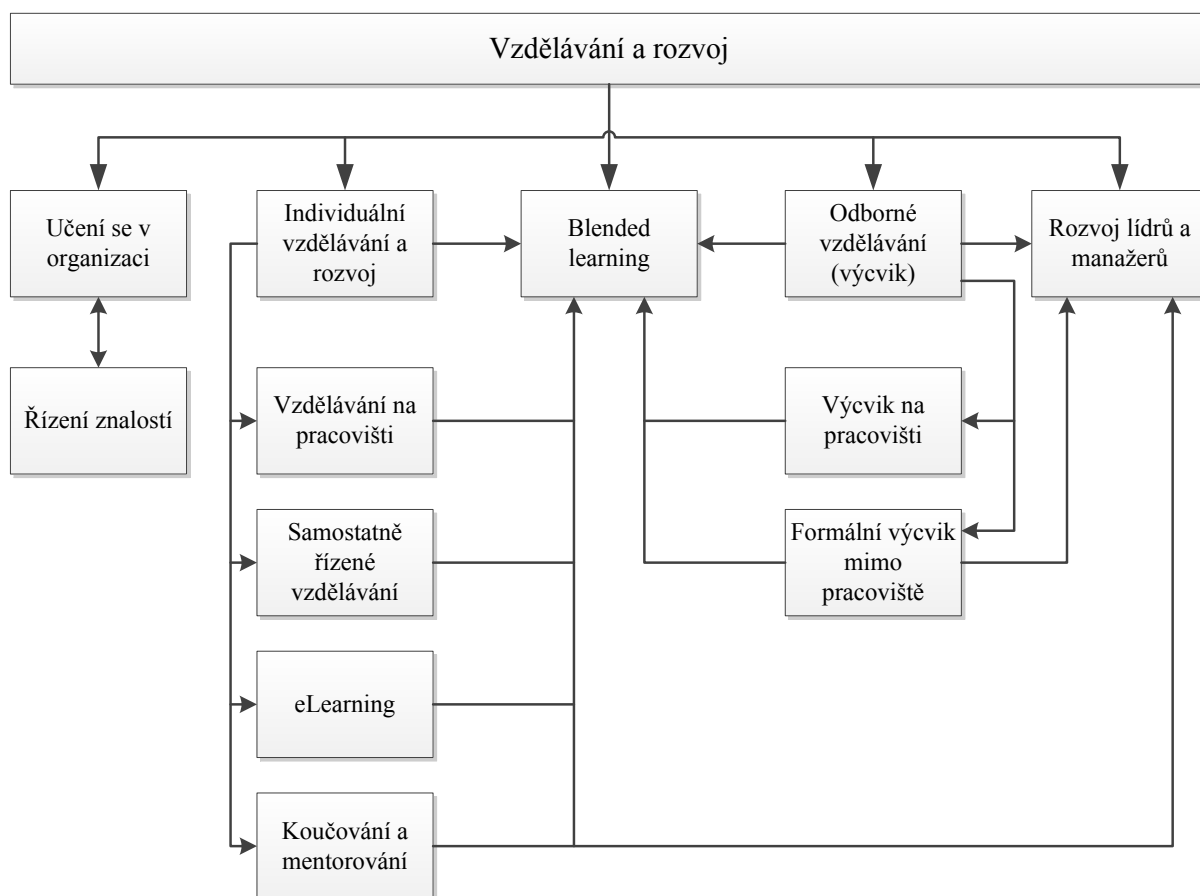 Vzdělávání a rozvoj
Učení se v
organizaci
Individuální
vzdělávání a
rozvoj
Blended
learning
Odborné
vzdělávání
(výcvik)
Rozvoj lídrů a
manažerů
Řízení znalostí
Vzdělávání na
pracovišti
Výcvik na
pracovišti
Samostatně
řízené
vzdělávání
Formální výcvik
mimo
pracoviště
eLearning
Koučování a
mentorování